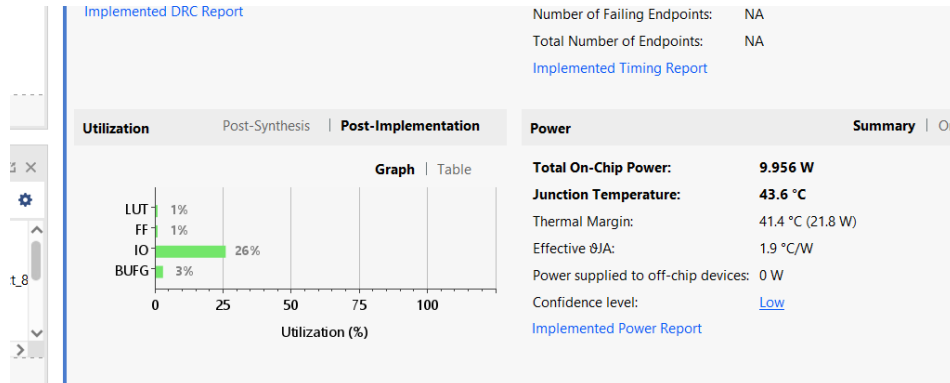 Implemented DRC Report
Number of Failing Endpoints: NA
Total Number of Endpoints: NA
Implemented Timing Report
Utilization Post-Synthesis | Post-Implementation
Graph | Table
LUT 1%
FF 1%
IO 26%
BUFG 3%
0 25 50 75 100
Utilization (%)
t_8
Power Summary | O
Total On-Chip Power: 9.956 W
Junction Temperature: 43.6 °C
Thermal Margin: 41.4 °C (21.8 W)
Effective ϑJA: 1.9 °C/W
Power supplied to off-chip devices: 0 W
Confidence level: Low
Implemented Power Report